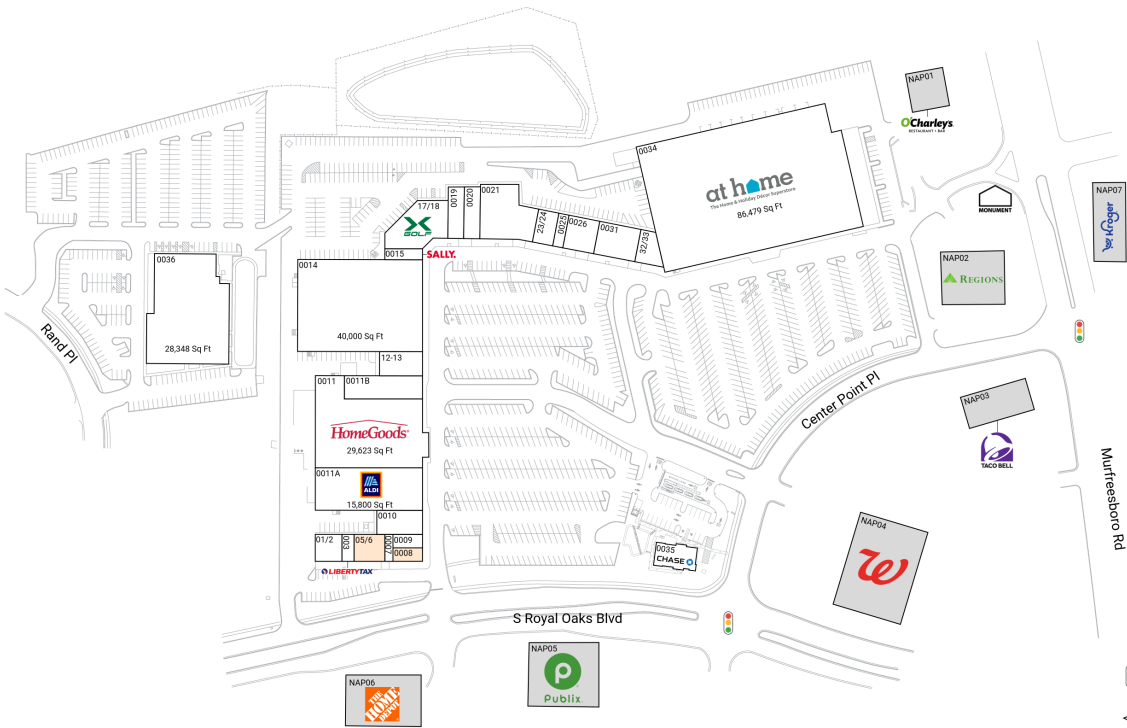 NAP01
O'Charleys
RESTAURANT + BAR
0034
at home
The Home & Holiday Décor Superstore
86,479 Sq Ft
MONUMENT
NAP07
Kroger
NAP02
REGIONS
17/18
GOLF
0019
0020
0021
23/24
0025
0026
0031
32/33
0015
SALLY.
0036
28,348 Sq Ft
Rand Pl
0014
40,000 Sq Ft
12-13
0011
0011B
HomeGoods
29,623 Sq Ft
0011A
ALDI
15,800 Sq Ft
0010
01/2
003
05/6
0007
0009
0008
LIBERTYTAX
Center Point Pl
NAP03
TACO BELL
Murfreesboro Rd
NAP04
W
0035
CHASE
S Royal Oaks Blvd
NAP05
P
Publix
NAP06
THE
HOME
DEPOT